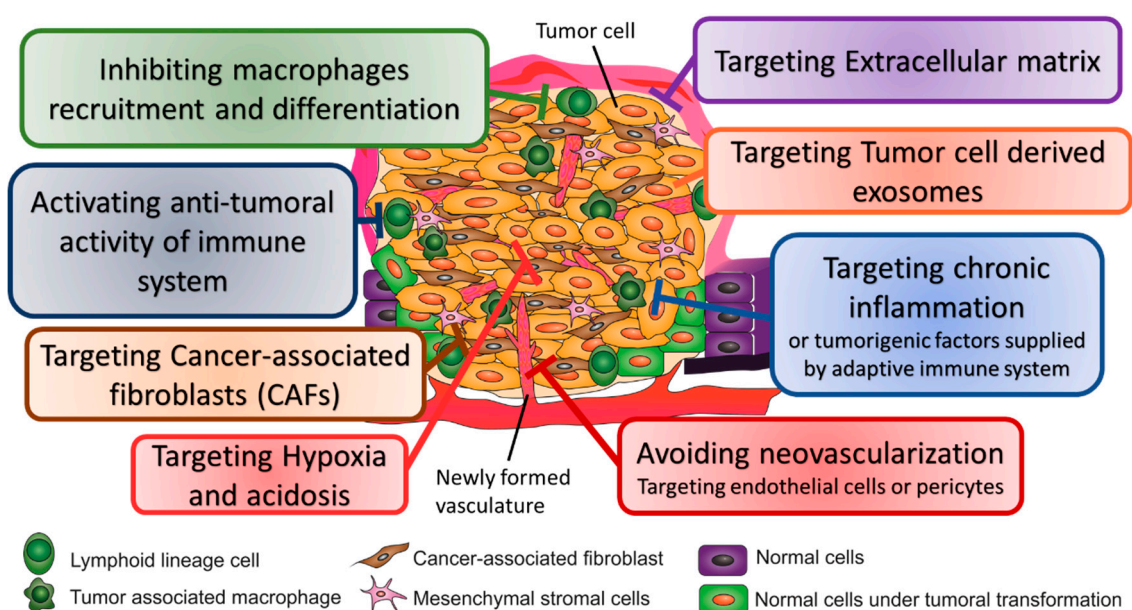 Tumor cell
Inhibiting macrophages
recruitment and differentiation
Targeting Extracellular matrix
Targeting Tumor cell derived
exosomes
Activating anti-tumoral
activity of immune
system
Targeting chronic
inflammation
or tumorigenic factors supplied
by adaptive immune system
Targeting Cancer-associated
fibroblasts (CAFs)
Targeting Hypoxia
and acidosis
Newly formed
vasculature
Avoiding neovascularization
Targeting endothelial cells or pericytes
Lymphoid lineage cell
Cancer-associated fibroblast
Normal cells
Tumor associated macrophage
Mesenchymal stromal cells
Normal cells under tumoral transformation